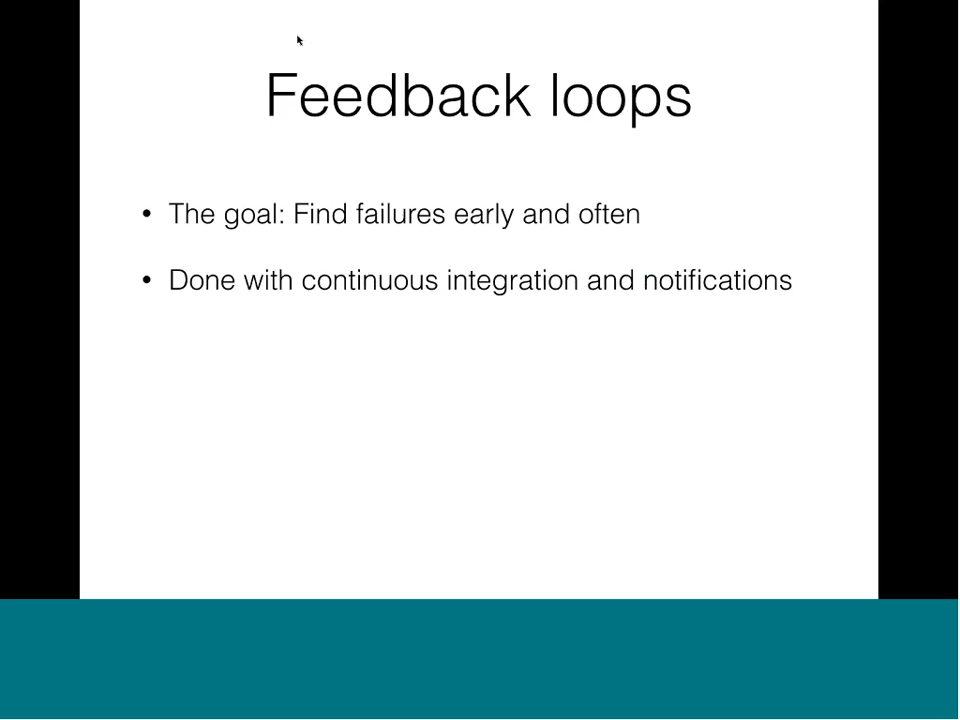 Feedback loops
• The goal: Find failures early and often
• Done with continuous integration and notifications